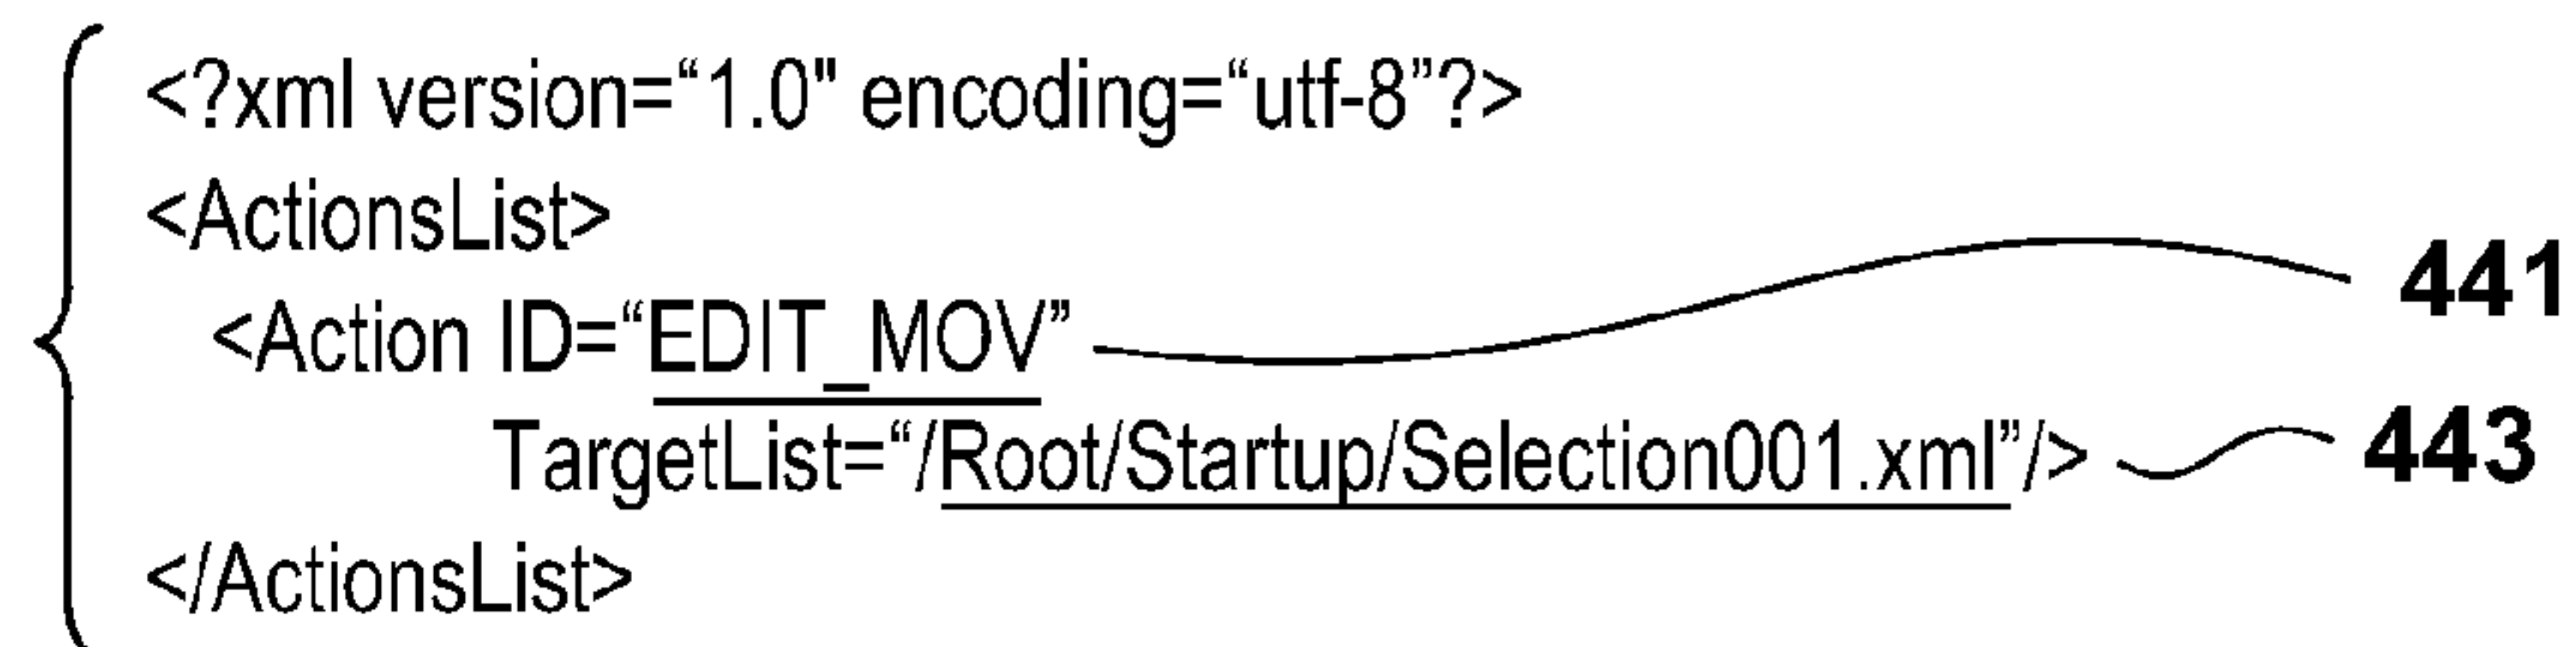 <?xml version=“1.0" encoding=“utf-8”?>
<ActionsList>
<Action ID=“EDIT_MOV”
441
TargetList=“/Root/Startup/Selection001.xml”/>
443
</ActionsList>